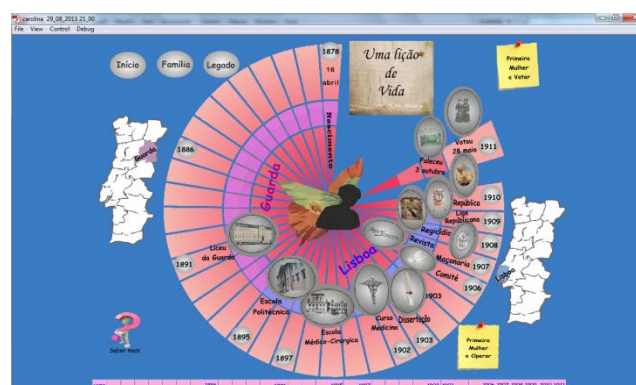 carolina 29_08_2013 21_00
File View Control Debug
Início
Família
Legado
1878
16
abril
Nascimento
Uma lição
de
Vida
Primeira
Mulher
a Votar
Guarda
1886
Guarda
1891
Liceu
da Guarda
Escola
Politécnica
1895
1897
Escola
Médico-Cirúrgica
Lisboa
Curso
Medicina
1902
Dissertação
1903
1903
Comité
1906
Maçonaria
1907
1908
Revista
Regicídio
1909
Liga
Republicana
República
1910
Faleceu
3 outubro
Votou
28 maio
1911
Lisboa
Primeira
Mulher
a Operar
Saber mais